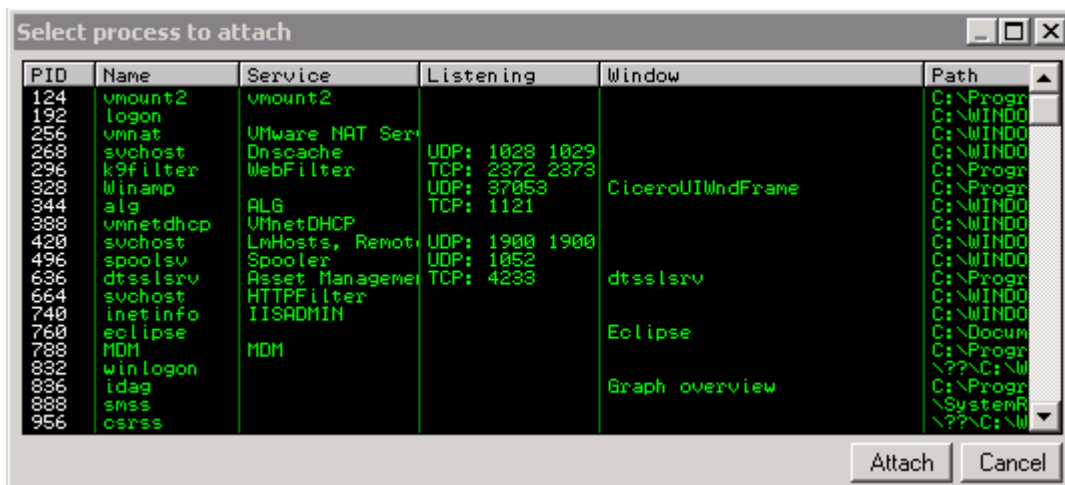 Select process to attach
PID Name Service Listening Window Path
124 vmount2 vmount2 C:\Progr
192 logon C:\WINDO
256 vmnat VMware NAT Ser C:\WINDO
268 svchost Dnscache UDP: 1028 1029 C:\WINDO
296 k9filter WebFilter TCP: 2372 2373 C:\Progr
328 Winamp UDP: 37053 CiceroUIWndFrame C:\Progr
344 alg ALG TCP: 1121 C:\WINDO
388 vmnetdhcp VMnetDHCP C:\WINDO
420 svchost LmHosts, Remot UDP: 1900 1900 C:\WINDO
496 spoolsv Spooler UDP: 1052 C:\WINDO
636 dtsslsrv Asset Manageme TCP: 4233 dtsslsrv C:\Progr
664 svchost HTTPFilter C:\WINDO
740 inetinfo IISADMIN C:\WINDO
760 eclipse Eclipse C:\Docum
788 MDM MDM C:\Progr
832 winlogon \??\C:\W
836 idag Graph overview C:\Progr
888 smss \SystemR
956 csrss \??\C:\W
Attach Cancel